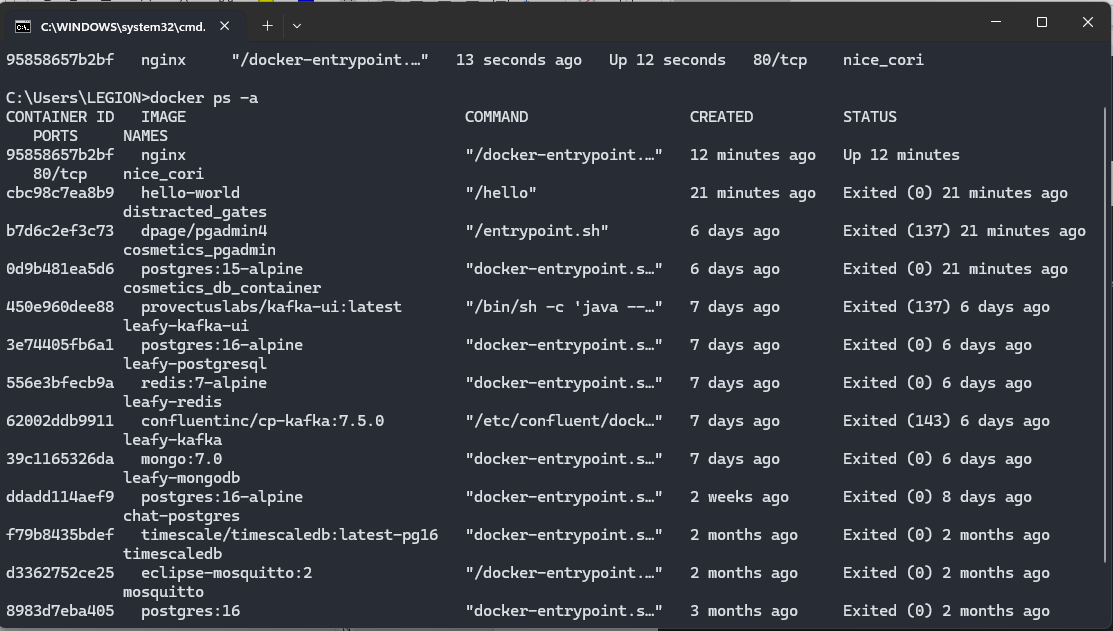 C:\WINDOWS\system32\cmd.
95858657b2bf nginx "/docker-entrypoint.…" 13 seconds ago Up 12 seconds 80/tcp nice_cori
C:\Users\LEGION>docker ps -a
CONTAINER ID IMAGE COMMAND CREATED STATUS
PORTS NAMES
95858657b2bf nginx "/docker-entrypoint.…" 12 minutes ago Up 12 minutes
80/tcp nice_cori
cbc98c7ea8b9 hello-world "/hello" 21 minutes ago Exited (0) 21 minutes ago
distracted_gates
b7d6c2ef3c73 dpage/pgadmin4 "/entrypoint.sh" 6 days ago Exited (137) 21 minutes ago
cosmetics_pgadmin
0d9b481ea5d6 postgres:15-alpine "docker-entrypoint.s…" 6 days ago Exited (0) 21 minutes ago
cosmetics_db_container
450e960dee88 provectuslabs/kafka-ui:latest "/bin/sh -c 'java --…" 7 days ago Exited (137) 6 days ago
leafy-kafka-ui
3e74405fb6a1 postgres:16-alpine "docker-entrypoint.s…" 7 days ago Exited (0) 6 days ago
leafy-postgresql
556e3bfecb9a redis:7-alpine "docker-entrypoint.s…" 7 days ago Exited (0) 6 days ago
leafy-redis
62002ddb9911 confluentinc/cp-kafka:7.5.0 "/etc/confluent/dock…" 7 days ago Exited (143) 6 days ago
leafy-kafka
39c1165326da mongo:7.0 "docker-entrypoint.s…" 7 days ago Exited (0) 6 days ago
leafy-mongodb
ddadd114aef9 postgres:16-alpine "docker-entrypoint.s…" 2 weeks ago Exited (0) 8 days ago
chat-postgres
f79b8435bdef timescale/timescaledb:latest-pg16 "docker-entrypoint.s…" 2 months ago Exited (0) 2 months ago
timescaledb
d3362752ce25 eclipse-mosquitto:2 "/docker-entrypoint.…" 2 months ago Exited (0) 2 months ago
mosquitto
8983d7eba405 postgres:16 "docker-entrypoint.s…" 3 months ago Exited (0) 2 months ago